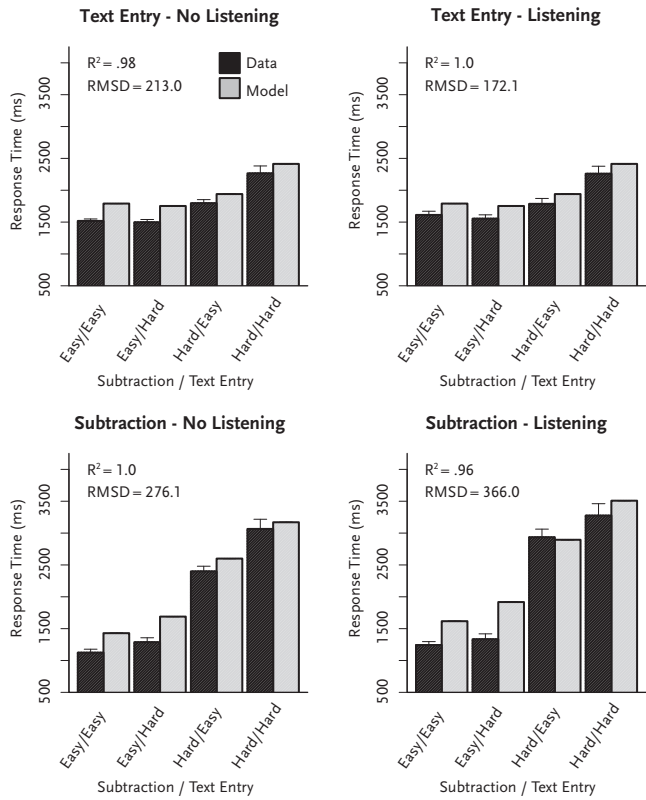 Text Entry - No Listening
R² = .98
RMSD = 213.0
Data
Model
Response Time (ms)
3500
2500
1500
500
Easy/Easy
Easy/Hard
Hard/Easy
Hard/Hard
Subtraction / Text Entry
Text Entry - Listening
R² = 1.0
RMSD = 172.1
Response Time (ms)
3500
2500
1500
500
Easy/Easy
Easy/Hard
Hard/Easy
Hard/Hard
Subtraction / Text Entry
Subtraction - No Listening
R² = 1.0
RMSD = 276.1
Response Time (ms)
3500
2500
1500
500
Easy/Easy
Easy/Hard
Hard/Easy
Hard/Hard
Subtraction / Text Entry
Subtraction - Listening
R² = .96
RMSD = 366.0
Response Time (ms)
3500
2500
1500
500
Easy/Easy
Easy/Hard
Hard/Easy
Hard/Hard
Subtraction / Text Entry